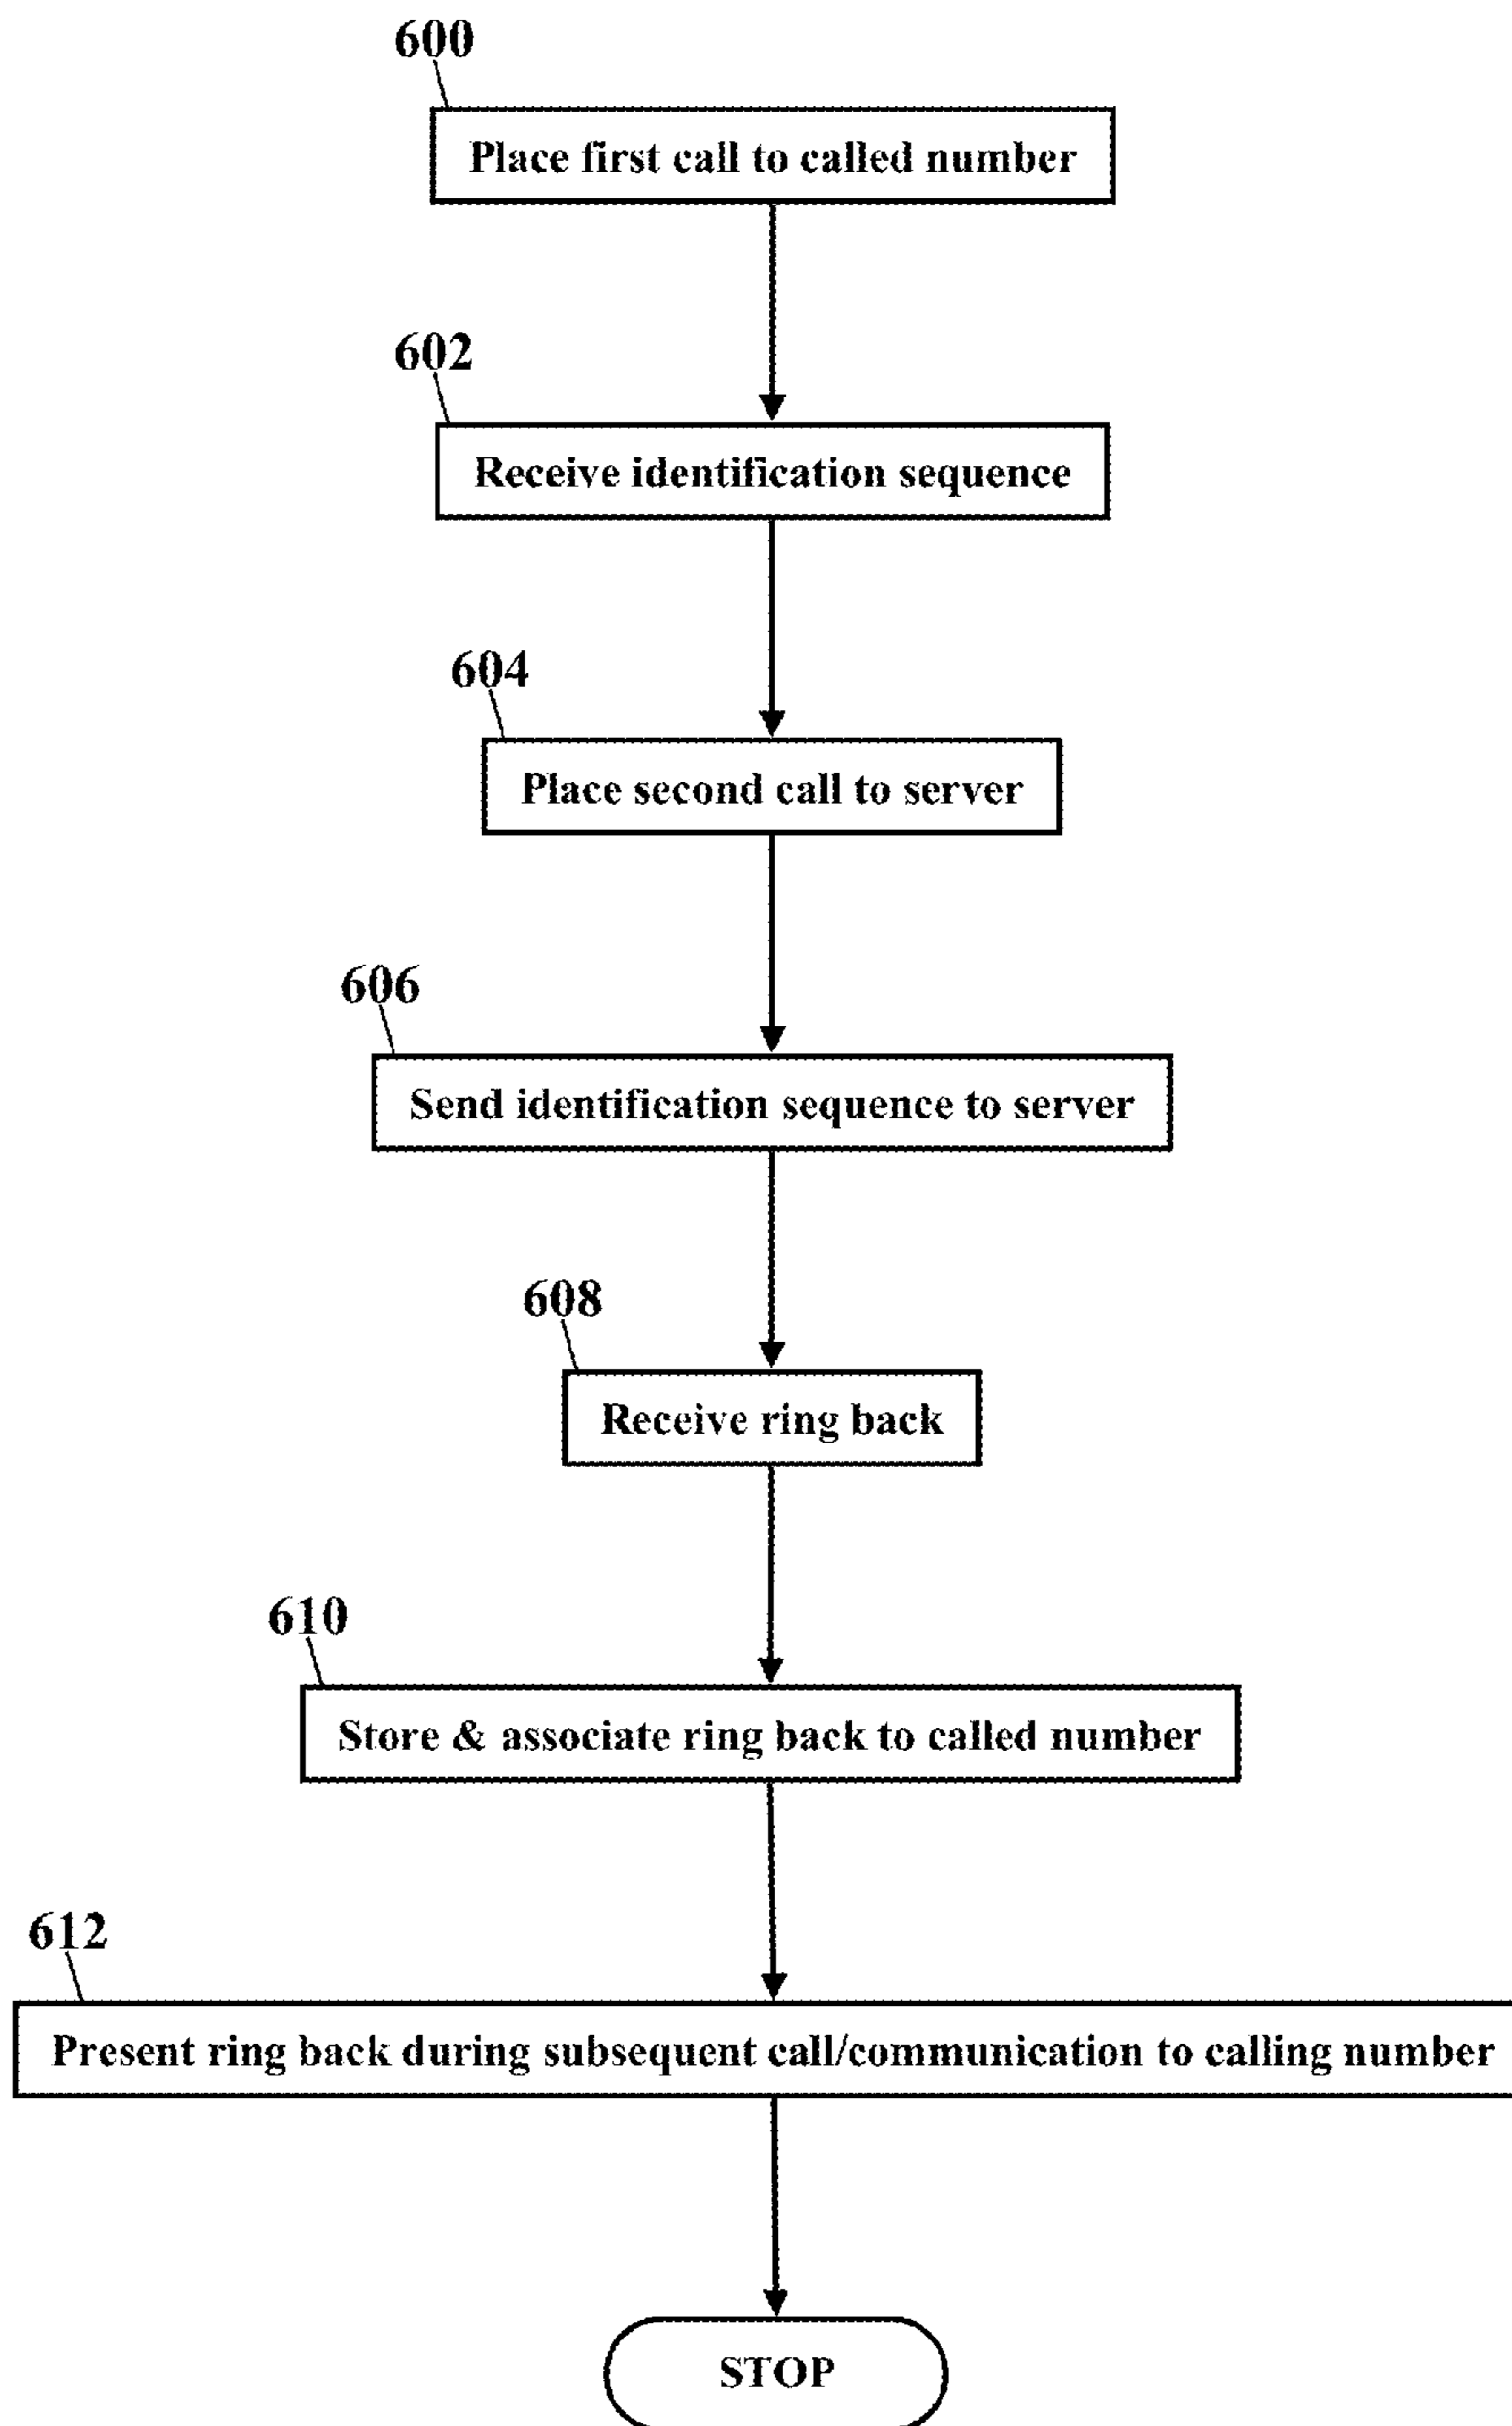 600
Place first call to called number
602
Receive identification sequence
604
Place second call to server
606
Send identification sequence to server
608
Receive ring back
610
Store & associate ring back to called number
612
Present ring back during subsequent call/communication to calling number
STOP